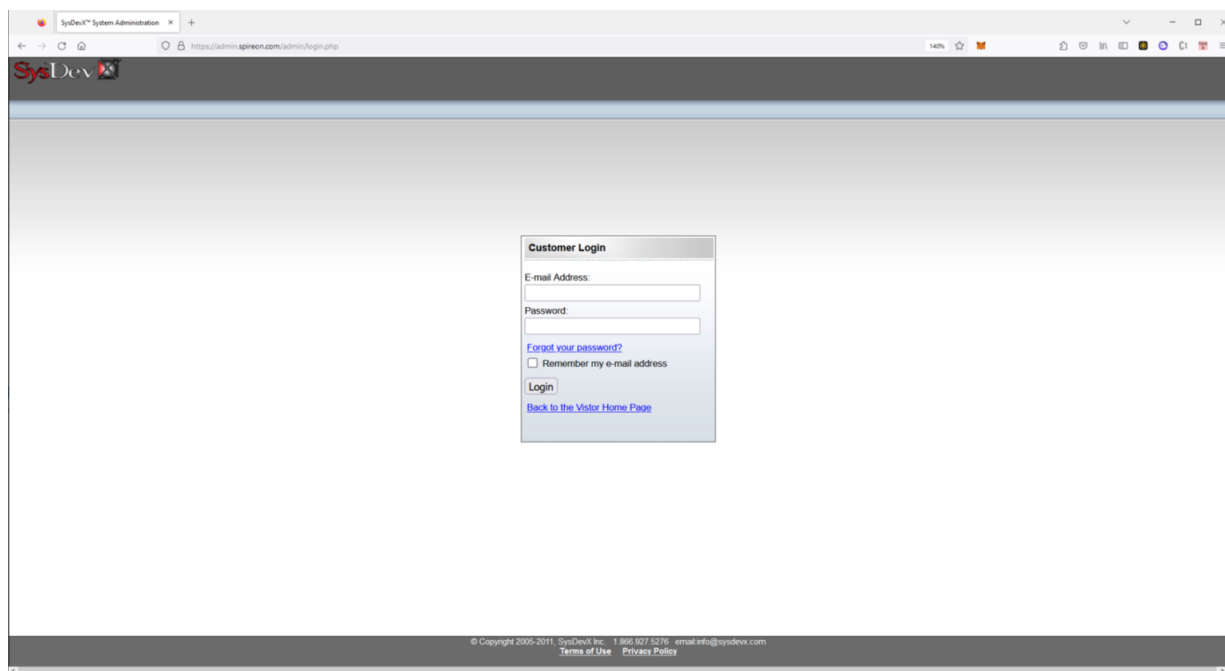 SysDevX™ System Administration
https://admin.spireon.com/admin/login.php
140%
SysDevX
Customer Login
E-mail Address:
Password:
Forgot your password?
Remember my e-mail address
Login
Back to the Vistor Home Page
© Copyright 2005-2011, SysDevX Inc. 1.866.927.5276 email:info@sysdevx.com
Terms of Use Privacy Policy